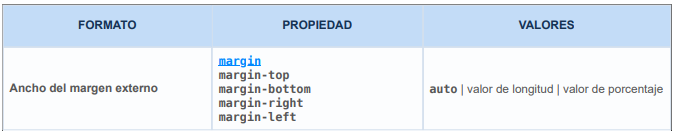 FORMATO PROPIEDAD VALORES
margin
margin-top
Ancho del margen externo margin-bottom auto | valor de longitud | valor de porcentaje
margin-right
margin-left